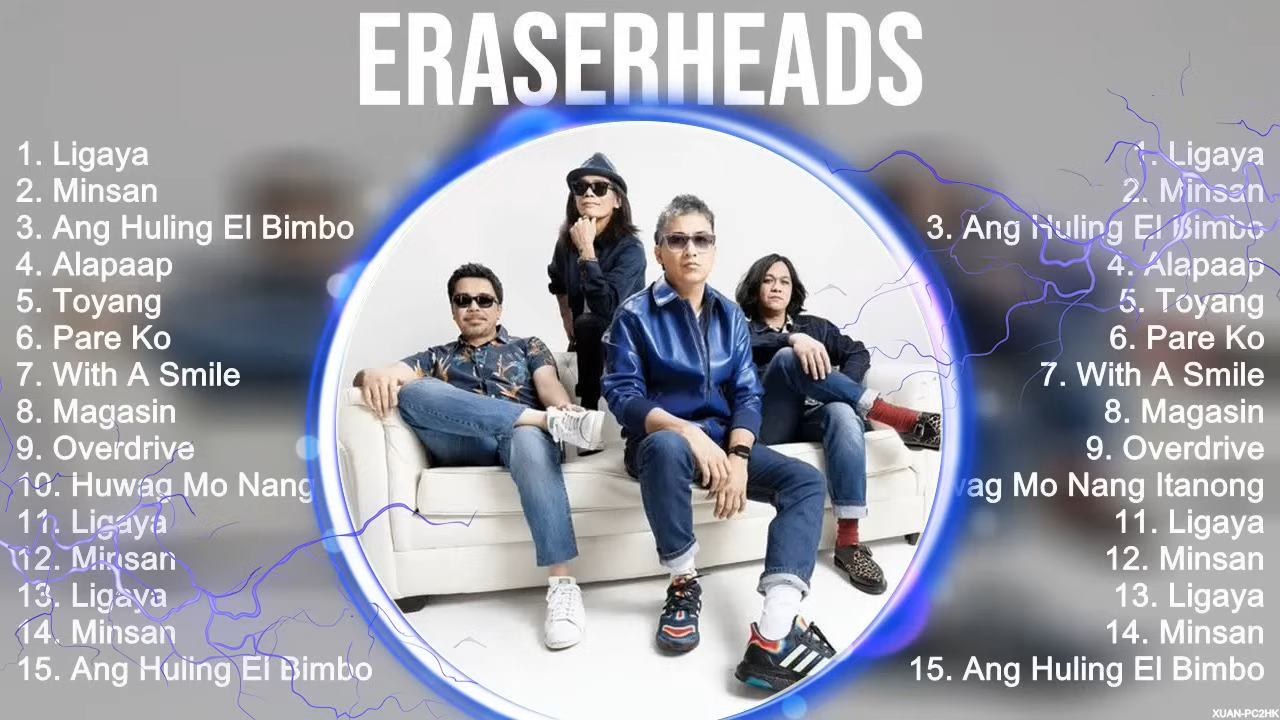 ERASERHEADS
1. Ligaya
2. Minsan
3. Ang Huling El Bimbo
4. Alapaap
5. Toyang
6. Pare Ko
7. With A Smile
8. Magasin
9. Overdrive
10. Huwag Mo Nang
11. Ligaya
12. Minsan
13. Ligaya
14. Minsan
15. Ang Huling El Bimbo
1. Ligaya
2. Minsan
3. Ang Huling El Bimbo
4. Alapaap
5. Toyang
6. Pare Ko
7. With A Smile
8. Magasin
9. Overdrive
Mo Nang Itanong
11. Ligaya
12. Minsan
13. Ligaya
14. Minsan
15. Ang Huling El Bimbo
XUAN-PC2HK